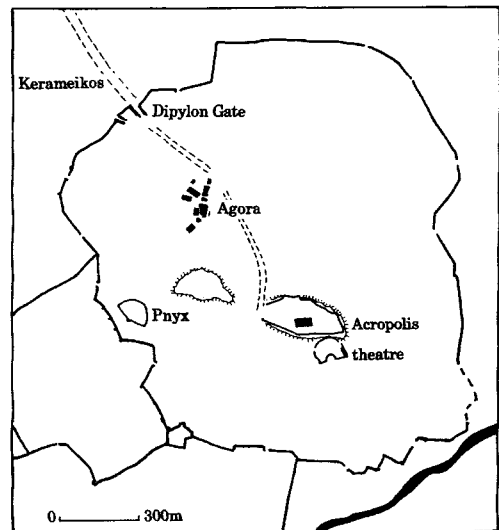 Kerameikos
Dipylon Gate
Agora
Pnyx
Acropolis
theatre
0 300m